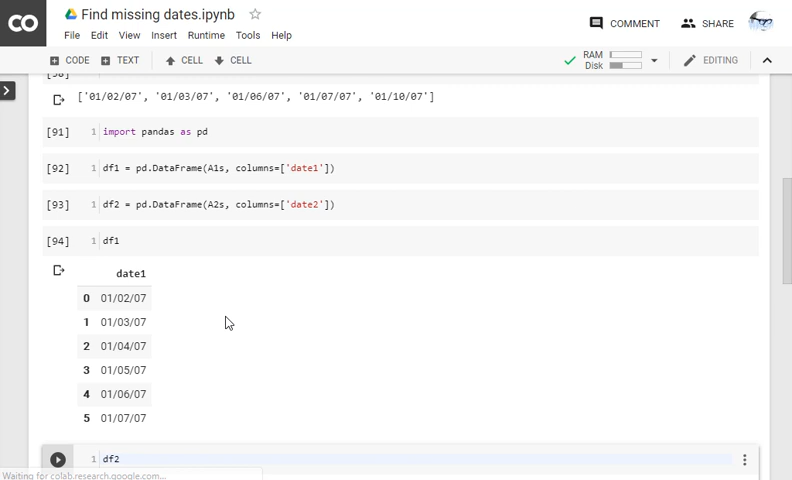 CO
Find missing dates.ipynb
COMMENT
SHARE
File Edit View Insert Runtime Tools Help
CODE TEXT CELL CELL
RAM
Disk
EDITING
[90]
['01/02/07', '01/03/07', '01/06/07', '01/07/07', '01/10/07']
[91] 1 import pandas as pd
[92] 1 df1 = pd.DataFrame(A1s, columns=['date1'])
[93] 1 df2 = pd.DataFrame(A2s, columns=['date2'])
[94] 1 df1
date1
0 01/02/07
1 01/03/07
2 01/04/07
3 01/05/07
4 01/06/07
5 01/07/07
1 df2
Waiting for colab.research.google.com...